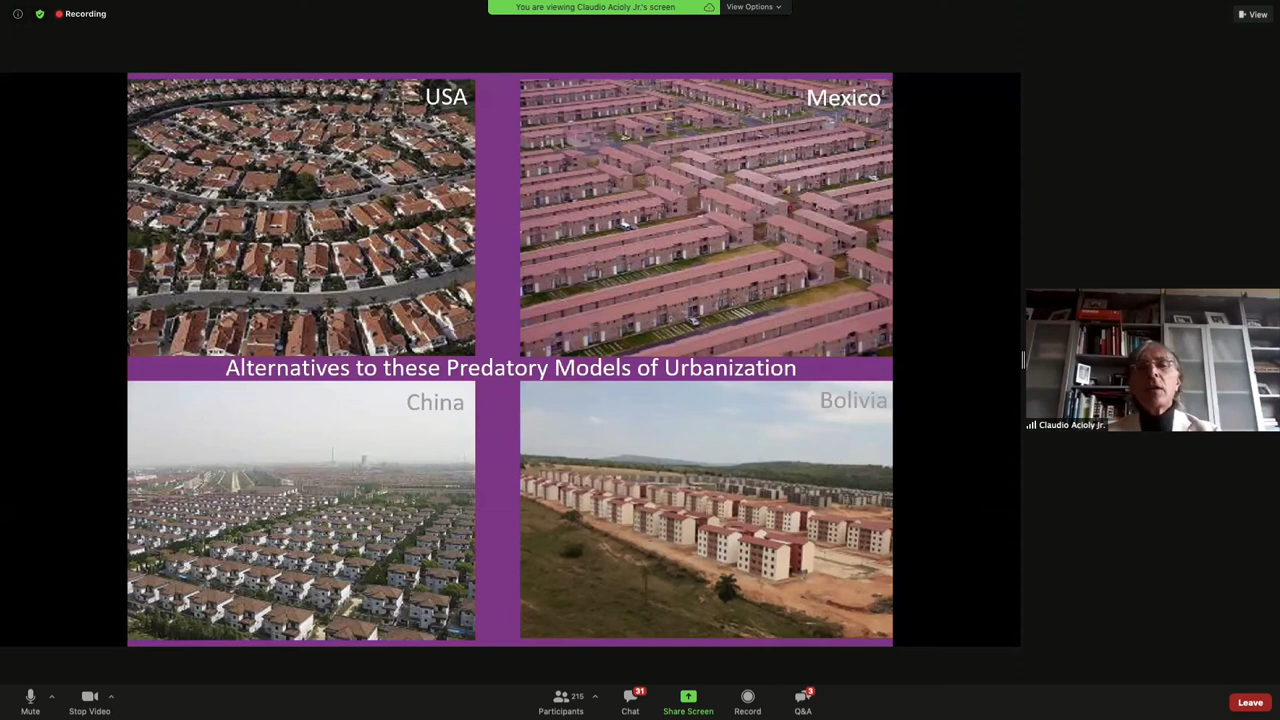 Recording
You are viewing Claudio Acioly Jr.'s screen
View Options
View
USA
Mexico
Alternatives to these Predatory Models of Urbanization
China
Bolivia
Claudio Acioly Jr.
Mute
Stop Video
215
Participants
31
Chat
Share Screen
Record
3
Q&A
Leave